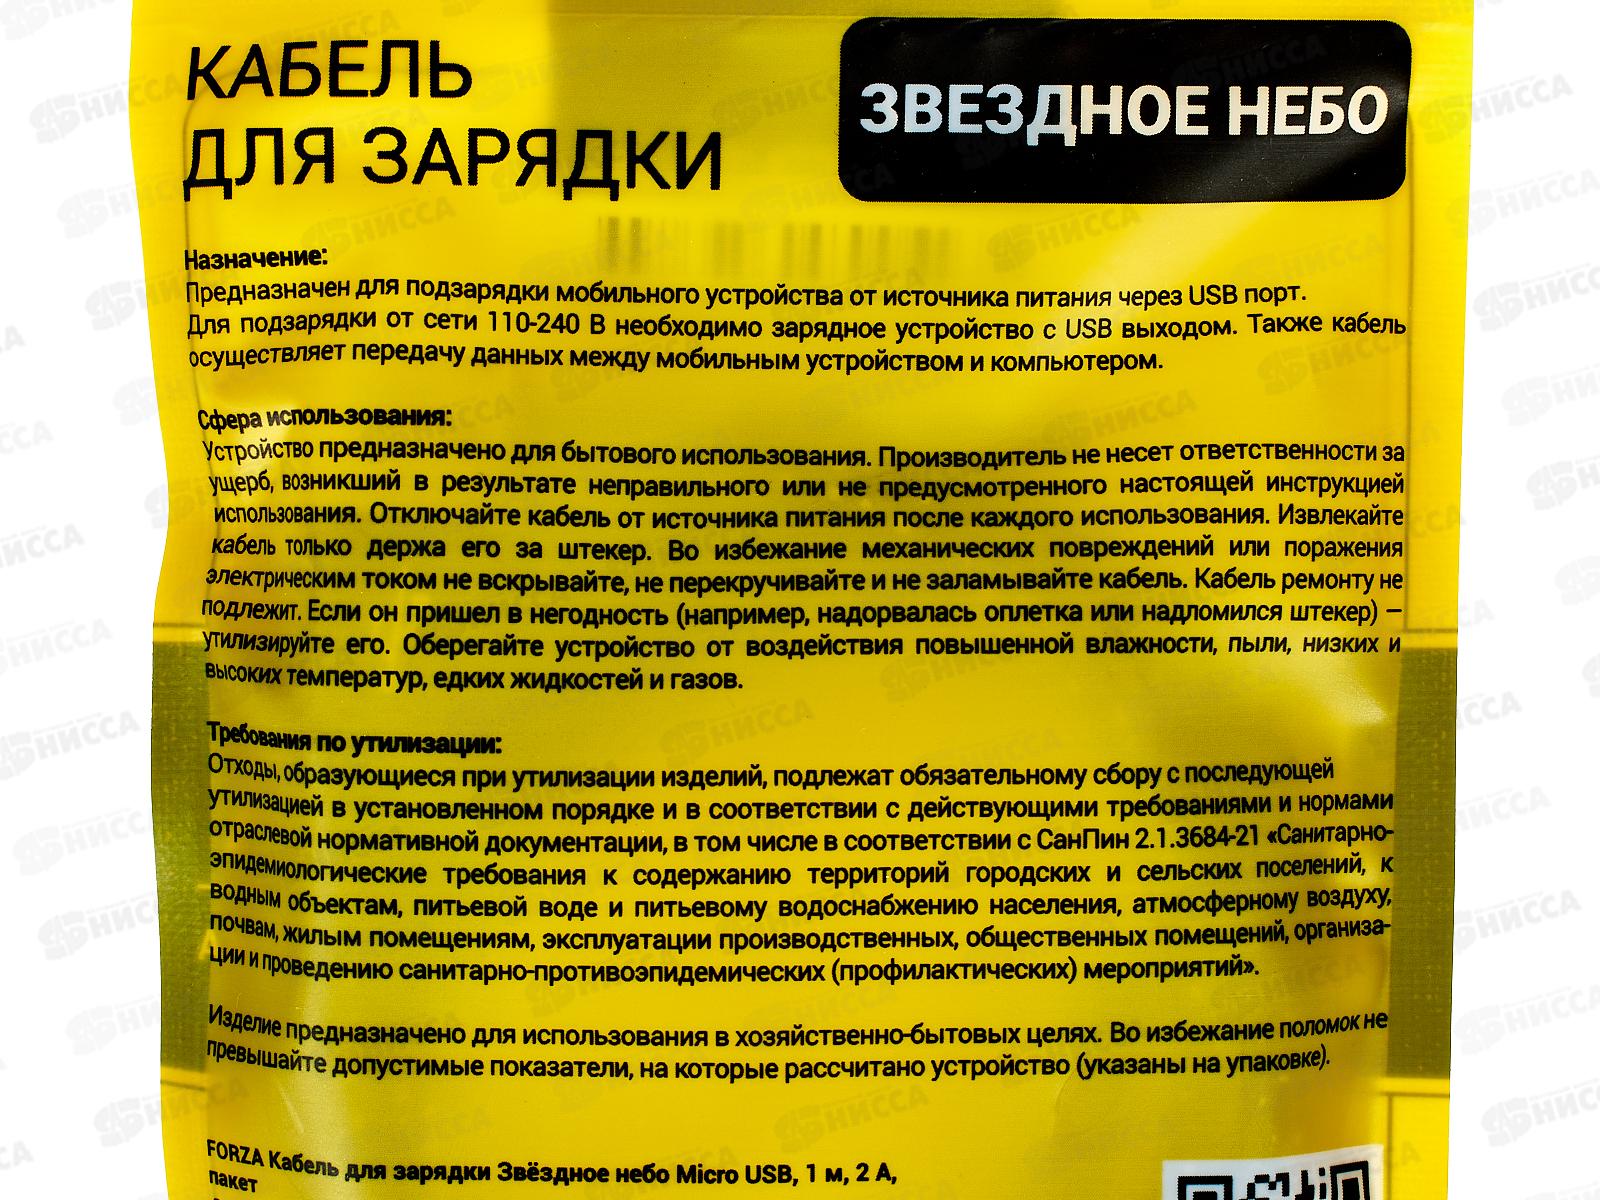 КАБЕЛЬ
ДЛЯ ЗАРЯДКИ
ЗВЕЗДНОЕ НЕБО
Назначение:
Предназначен для подзарядки мобильного устройства от источника питания через USB порт.
Для подзарядки от сети 110-240 В необходимо зарядное устройство с USB выходом. Также кабель
осуществляет передачу данных между мобильным устройством и компьютером.
Сфера использования:
Устройство предназначено для бытового использования. Производитель не несет ответственности за
ущерб, возникший в результате неправильного или не предусмотренного настоящей инструкцией
использования. Отключайте кабель от источника питания после каждого использования. Извлекайте
кабель только держа его за штекер. Во избежание механических повреждений или поражения
электрическим током не вскрывайте, не перекручивайте и не заламывайте кабель. Кабель ремонту не
подлежит. Если он пришел в негодность (например, надорвалась оплетка или надломился штекер) –
утилизируйте его. Оберегайте устройство от воздействия повышенной влажности, пыли, низких и
высоких температур, едких жидкостей и газов.
Требования по утилизации:
Отходы, образующиеся при утилизации изделий, подлежат обязательному сбору с последующей
утилизацией в установленном порядке и в соответствии с действующими требованиями и нормами
отраслевой нормативной документации, в том числе в соответствии с СанПин 2.1.3684-21 «Санитарно-
эпидемиологические требования к содержанию территорий городских и сельских поселений, к
водным объектам, питьевой воде и питьевому водоснабжению населения, атмосферному воздуху,
почвам, жилым помещениям, эксплуатации производственных, общественных помещений, организа-
ции и проведению санитарно-противоэпидемических (профилактических) мероприятий».
Изделие предназначено для использования в хозяйственно-бытовых целях. Во избежание поломок не
превышайте допустимые показатели, на которые рассчитано устройство (указаны на упаковке).
FORZA Кабель для зарядки Звёздное небо Micro USB, 1 м, 2 А,
пакет